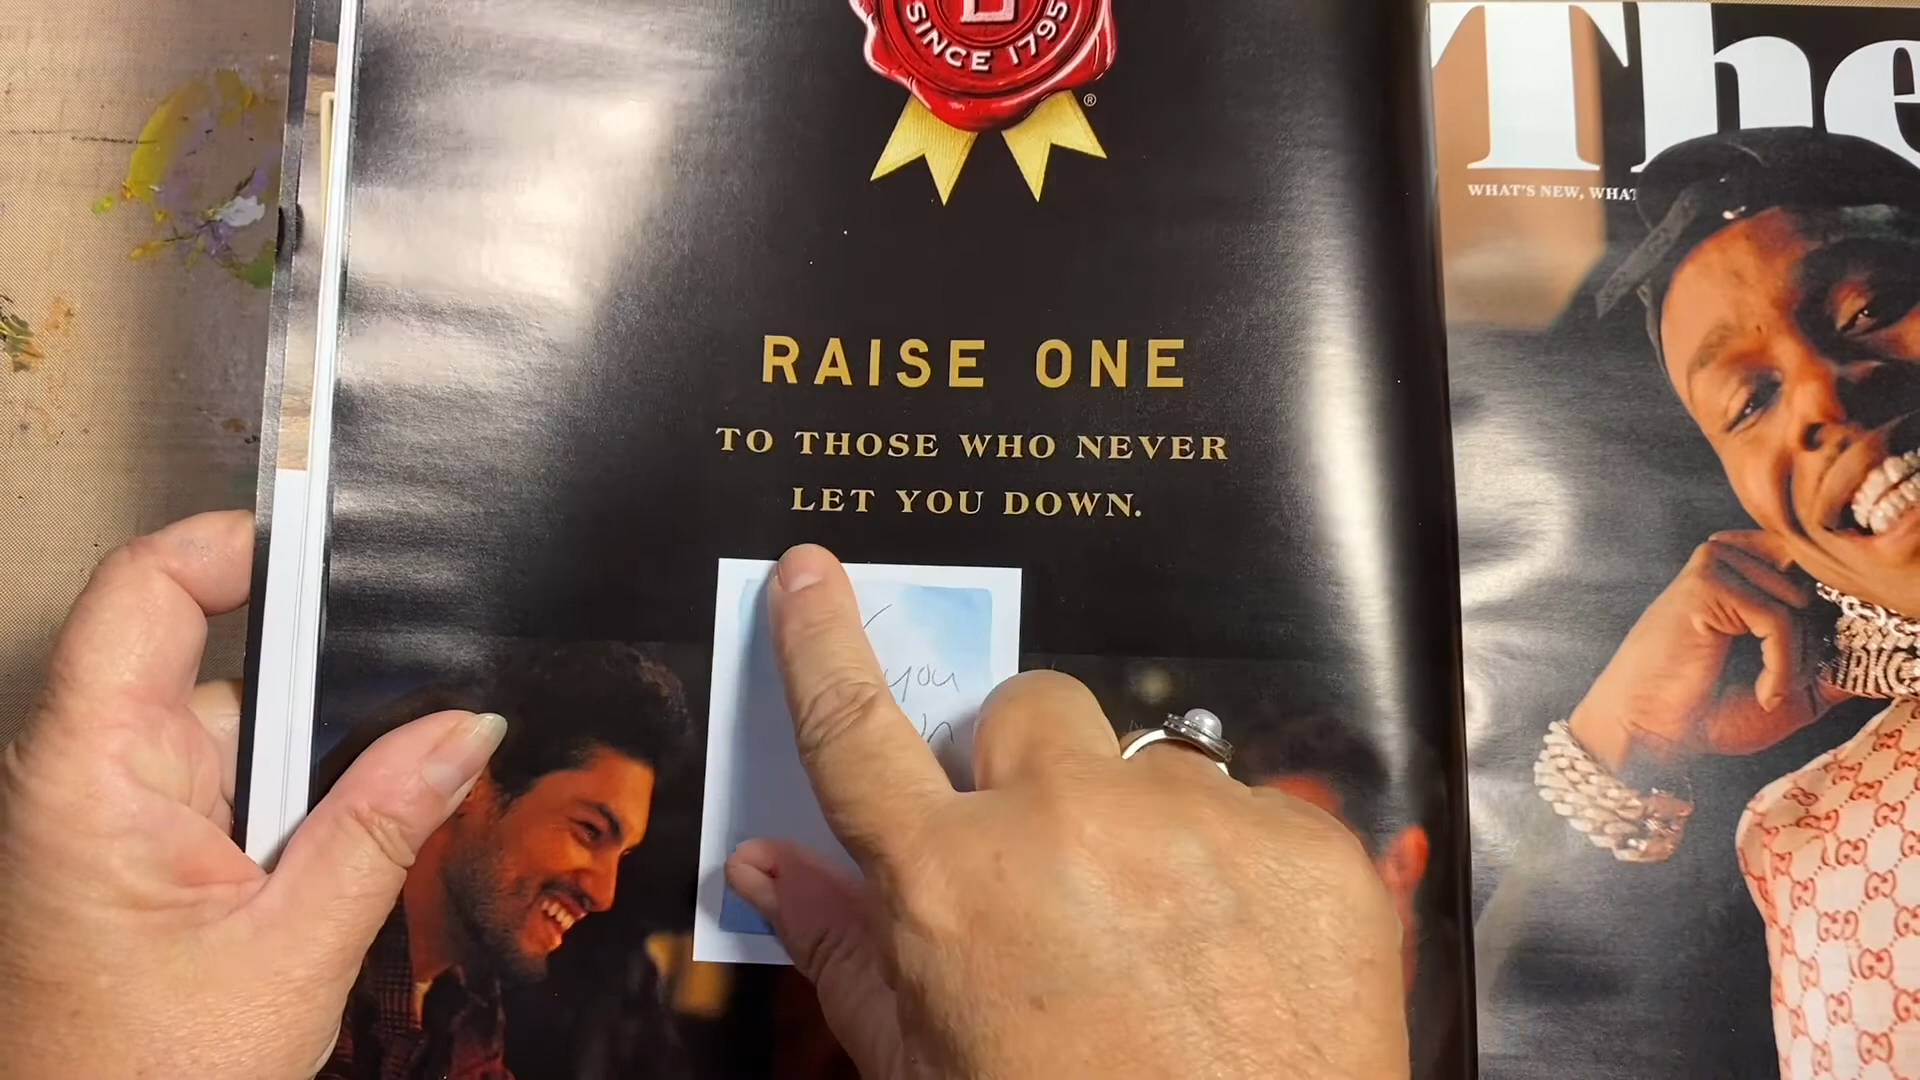 SINCE 1795
®
RAISE ONE
TO THOSE WHO NEVER
LET YOU DOWN.
you
The
WHAT'S NEW, WHAT